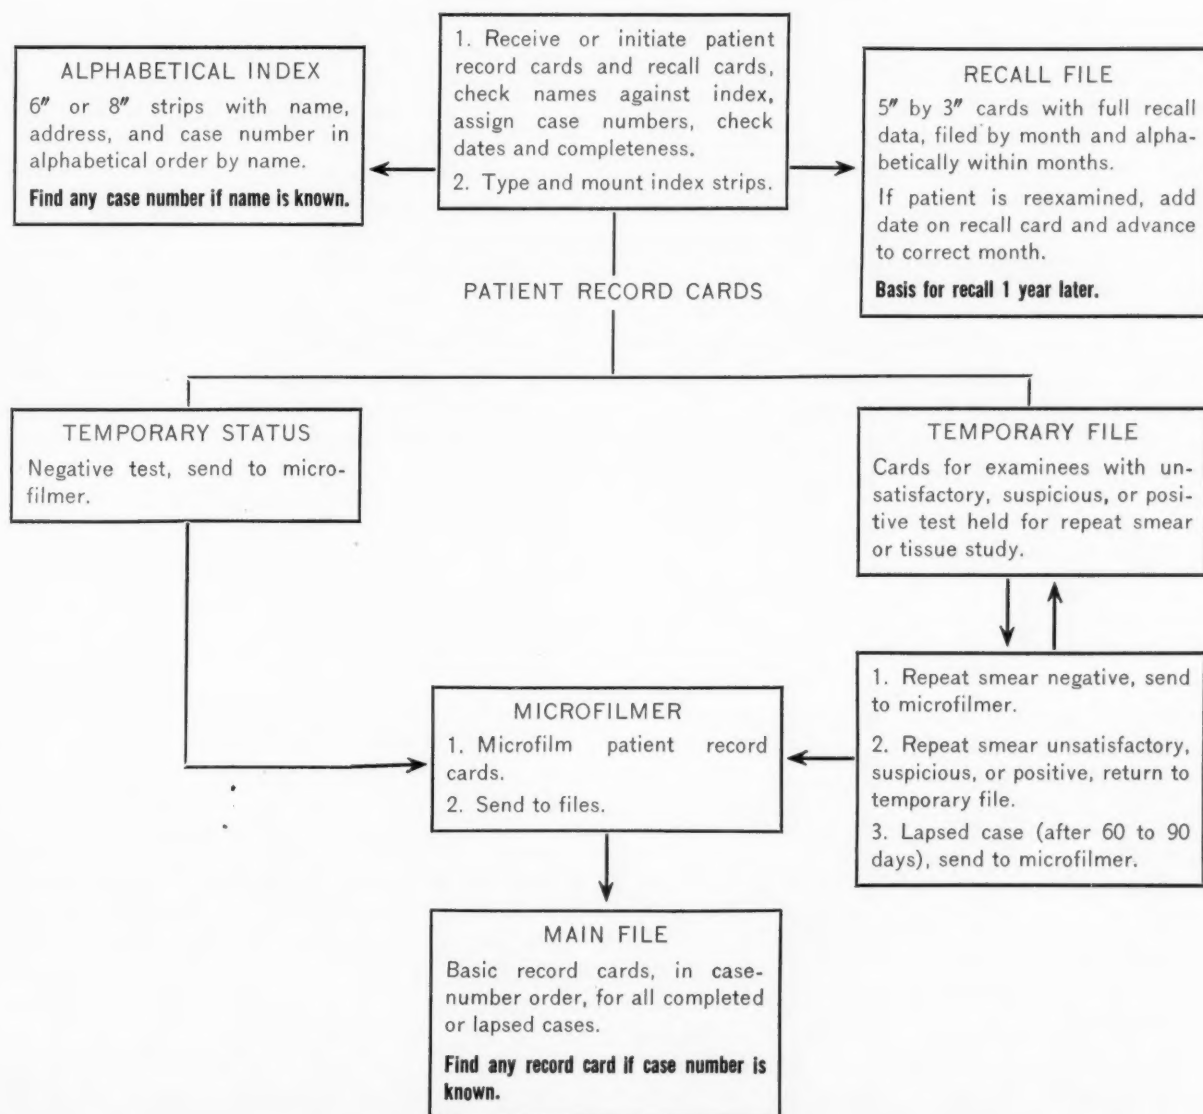 ALPHABETICAL INDEX
6″ or 8″ strips with name,
address, and case number in
alphabetical order by name.
Find any case number if name is known.
1. Receive or initiate patient
record cards and recall cards,
check names against index,
assign case numbers, check
dates and completeness.
2. Type and mount index strips.
RECALL FILE
5″ by 3″ cards with full recall
data, filed by month and alpha-
betically within months.
If patient is reexamined, add
date on recall card and advance
to correct month.
Basis for recall 1 year later.
PATIENT RECORD CARDS
TEMPORARY STATUS
Negative test, send to micro-
filmer.
TEMPORARY FILE
Cards for examinees with un-
satisfactory, suspicious, or posi-
tive test held for repeat smear
or tissue study.
1. Repeat smear negative, send
to microfilmer.
2. Repeat smear unsatisfactory,
suspicious, or positive, return to
temporary file.
3. Lapsed case (after 60 to 90
days), send to microfilmer.
MICROFILMER
1. Microfilm patient record
cards.
2. Send to files.
MAIN FILE
Basic record cards, in case-
number order, for all completed
or lapsed cases.
Find any record card if case number is
known.